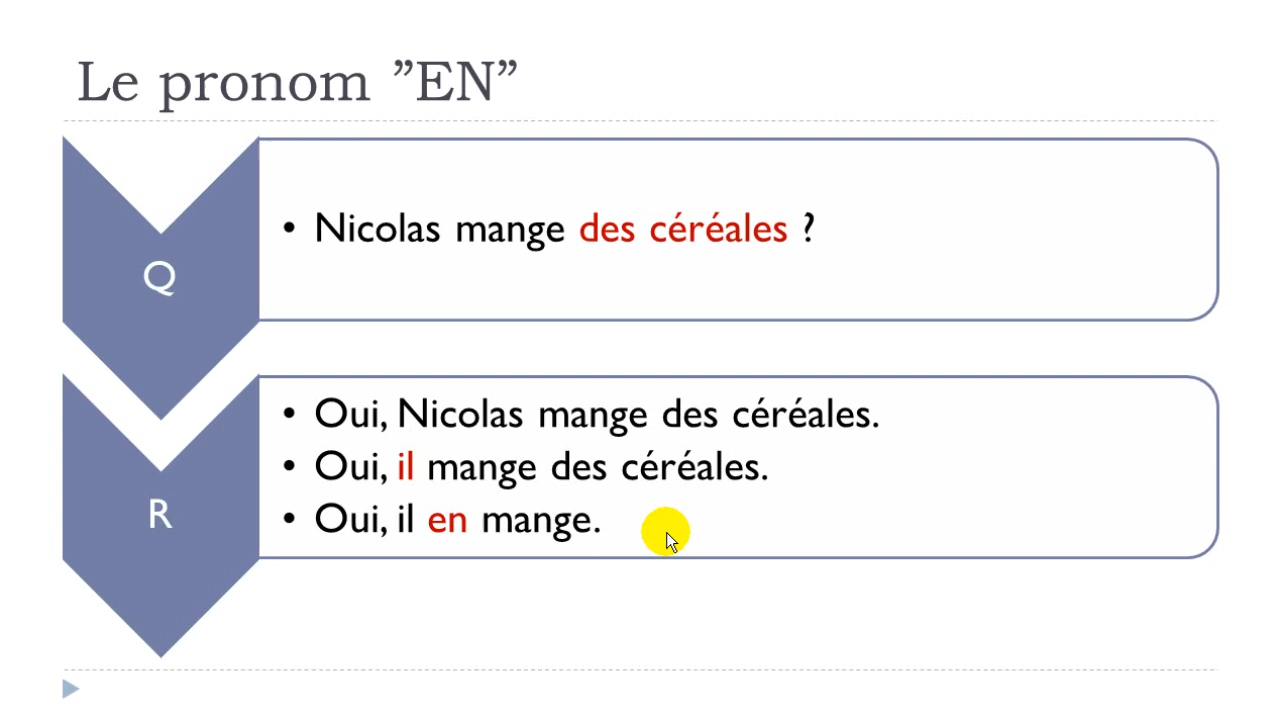 Le pronom ”EN”
Q
• Nicolas mange des céréales ?
R
• Oui, Nicolas mange des céréales.
• Oui, il mange des céréales.
• Oui, il en mange.